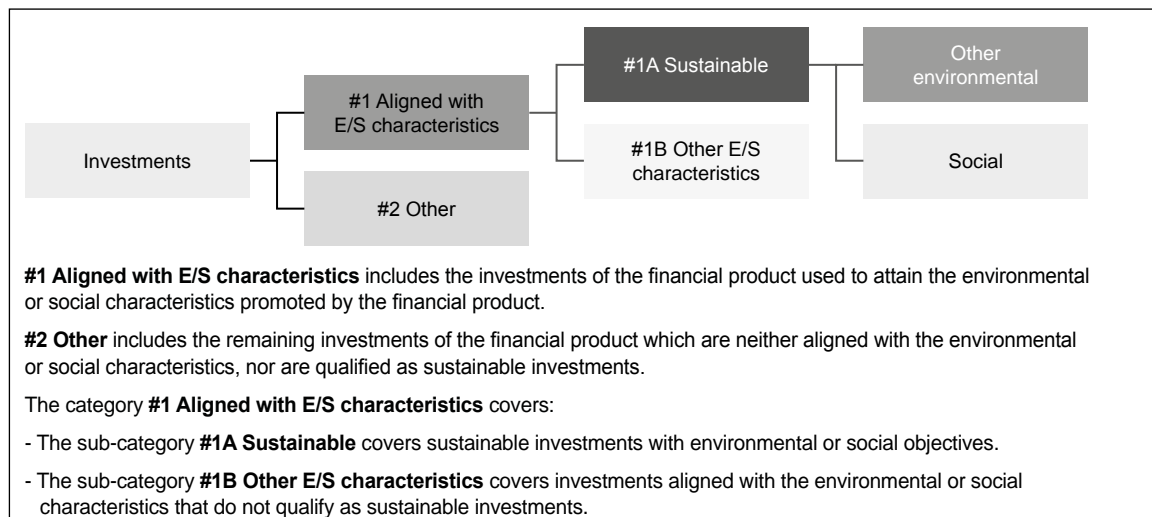 Investments
#1 Aligned with
E/S characteristics
#2 Other
#1A Sustainable
#1B Other E/S
characteristics
Other
environmental
Social
#1 Aligned with E/S characteristics includes the investments of the financial product used to attain the environmental
or social characteristics promoted by the financial product.
#2 Other includes the remaining investments of the financial product which are neither aligned with the environmental
or social characteristics, nor are qualified as sustainable investments.
The category #1 Aligned with E/S characteristics covers:
- The sub-category #1A Sustainable covers sustainable investments with environmental or social objectives.
- The sub-category #1B Other E/S characteristics covers investments aligned with the environmental or social
characteristics that do not qualify as sustainable investments.